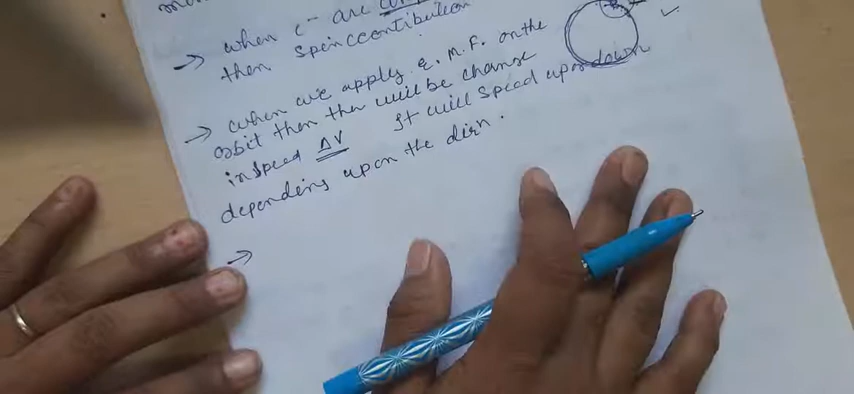 → when e⁻ are
then spin contribution
→ when we apply E.M.F. on the
orbit then ther will be change
in speed ΔV It will speed up or down
depending upon the dirn.
→